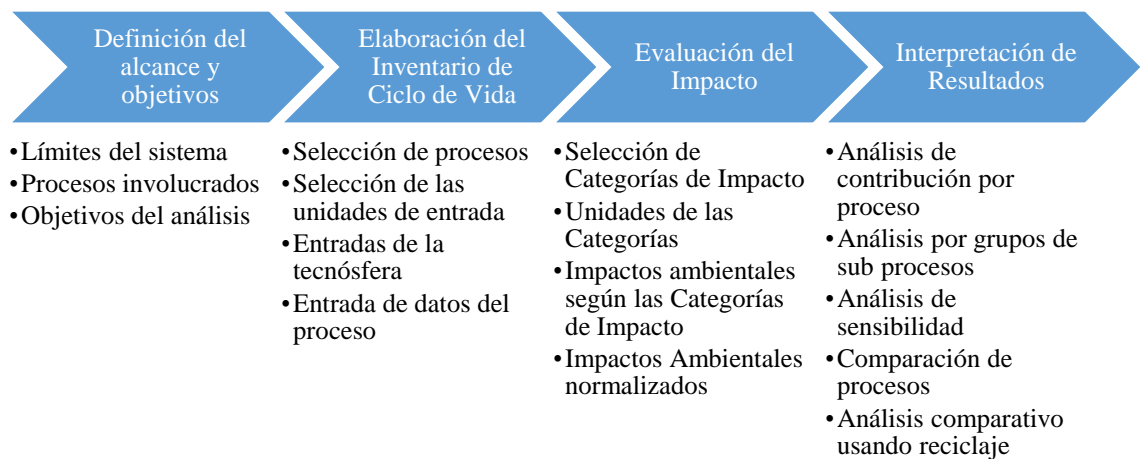 Definición del
alcance y
objetivos
Elaboración del
Inventario de
Ciclo de Vida
Evaluación del
Impacto
Interpretación de
Resultados
•Límites del sistema
•Procesos involucrados
•Objetivos del análisis
•Selección de procesos
•Selección de las
unidades de entrada
•Entradas de la
tecnósfera
•Entrada de datos del
proceso
•Selección de
Categorías de Impacto
•Unidades de las
Categorías
•Impactos ambientales
según las Categorías
de Impacto
•Impactos Ambientales
normalizados
•Análisis de
contribución por
proceso
•Análisis por grupos de
sub procesos
•Análisis de
sensibilidad
•Comparación de
procesos
•Análisis comparativo
usando reciclaje